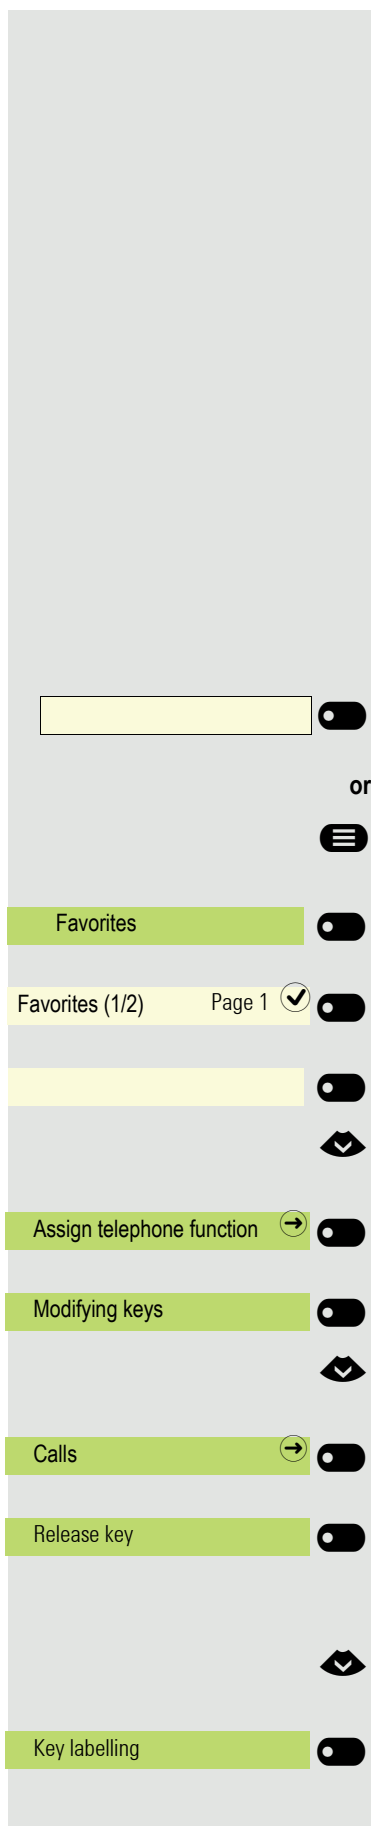 or
Favorites
Favorites (1/2) Page 1
Assign telephone function
Modifying keys
Calls
Release key
Key labelling